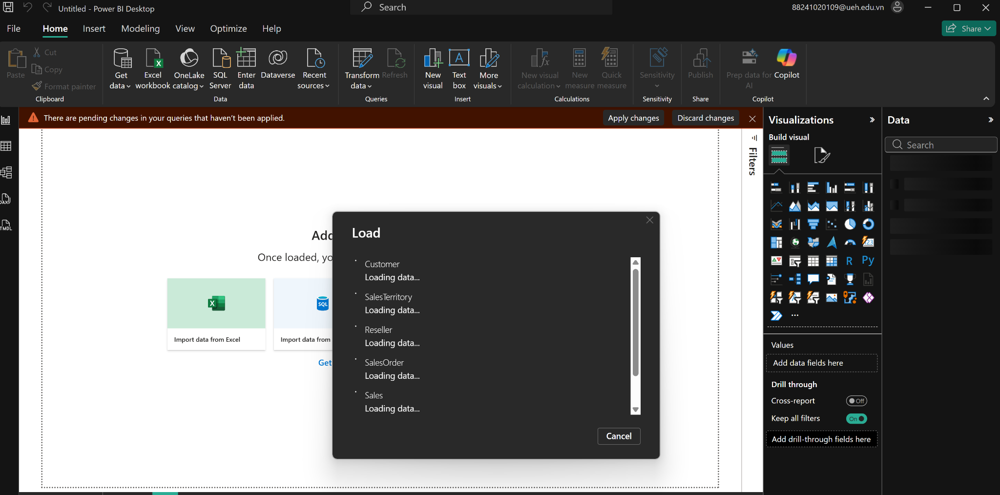 Untitled - Power BI Desktop
Search
88241020109@ueh.edu.vn
File Home Insert Modeling View Optimize Help
Share
Paste
Cut
Copy
Format painter
Clipboard
Get data
Excel workbook
OneLake catalog
SQL Server
Enter data
Dataverse
Recent sources
Data
Transform data
Refresh
Queries
New visual
Text box
More visuals
Insert
New visual calculation
New measure
Quick measure
Calculations
Sensitivity
Sensitivity
Publish
Share
Prep data for AI
Copilot
Copilot
There are pending changes in your queries that haven't been applied.
Apply changes
Discard changes
DAX
TMDL
Filters
Add
Once loaded, yo
Import data from Excel
SQL
Import data from
Get
Load
Customer
Loading data...
SalesTerritory
Loading data...
Reseller
Loading data...
SalesOrder
Loading data...
Sales
Loading data...
Cancel
Visualizations
Build visual
123
R
Py
Values
Add data fields here
Drill through
Cross-report
Off
Keep all filters
On
Add drill-through fields here
Data
Search